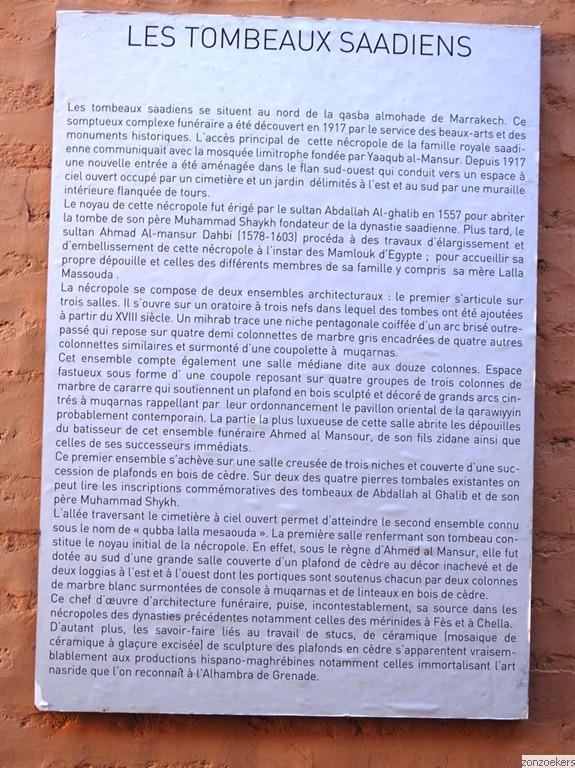 LES TOMBEAUX SAADIENS
Les tombeaux saadiens se situent au nord de la qasba almohade de Marrakech. Ce
somptueux complexe funéraire a été découvert en 1917 par le service des beaux-arts et des
monuments historiques. L'accès principal de cette nécropole de la famille royale saadi-
enne communiquait avec la mosquée limitrophe fondée par Yaaqub al-Mansur. Depuis 1917
une nouvelle entrée a été aménagée dans le flan sud-ouest qui conduit vers un espace à
ciel ouvert occupé par un cimetière et un jardin délimités à l'est et au sud par une muraille
intérieure flanquée de tours.
Le noyau de cette nécropole fut érigé par le sultan Abdallah Al-ghalib en 1557 pour abriter
la tombe de son père Muhammad Shaykh fondateur de la dynastie saadienne. Plus tard, le
sultan Ahmad Al-mansur Dahbi (1578-1603) procéda à des travaux d'élargissement et
d'embellissement de cette nécropole à l'instar des Mamlouk d'Egypte ; pour accueillir sa
propre dépouille et celles des différents membres de sa famille y compris sa mère Lalla
Massouda .
La nécropole se compose de deux ensembles architecturaux : le premier s'articule sur
trois salles. Il s'ouvre sur un oratoire à trois nefs dans lequel des tombes ont été ajoutées
à partir du XVIII siècle. Un mihrab trace une niche pentagonale coiffée d'un arc brisé outre-
passé qui repose sur quatre demi colonnettes de marbre gris encadrées de quatre autres
colonnettes similaires et surmonté d'une coupolette à muqarnas.
Cet ensemble compte également une salle médiane dite aux douze colonnes. Espace
fastueux sous forme d' une coupole reposant sur quatre groupes de trois colonnes de
marbre de cararre qui soutiennent un plafond en bois sculpté et décoré de grands arcs cin-
trés à muqarnas rappellant par leur ordonnancement le pavillon oriental de la qarawiyyin
probablement contemporain. La partie la plus luxueuse de cette salle abrite les dépouilles
du batisseur de cet ensemble funéraire Ahmed al Mansour, de son fils zidane ainsi que
celles de ses successeurs immédiats.
Ce premier ensemble s'achève sur une salle creusée de trois niches et couverte d'une suc-
cession de plafonds en bois de cèdre. Sur deux des quatre pierres tombales existantes on
peut lire les inscriptions commémoratives des tombeaux de Abdallah al Ghalib et de son
père Muhammad Shykh.
L'allée traversant le cimetière à ciel ouvert permet d'atteindre le second ensemble connu
sous le nom de « qubba lalla mesaouda ». La première salle renfermant son tombeau con-
stitue le noyau initial de la nécropole. En effet, sous le règne d'Ahmed al Mansur, elle fut
dotée au sud d'une grande salle couverte d'un plafond de cèdre au décor inachevé et de
deux loggias à l'est et à l'ouest dont les portiques sont soutenus chacun par deux colonnes
de marbre blanc surmontées de console à muqarnas et de linteaux en bois de cèdre.
Ce chef d'œuvre d'architecture funéraire, puise, incontestablement, sa source dans les
nécropoles des dynasties précédentes notamment celles des mérinides à Fès et à Chella.
D'autant plus, les savoir-faire liés au travail de stucs, de céramique (mosaique de
céramique à glaçure excisée) de sculpture des plafonds en cèdre s'apparentent vraisem-
blablement aux productions hispano-maghrébines notamment celles immortalisant l'art
nasride que l'on reconnaît à l'Alhambra de Grenade.
zonzoekers